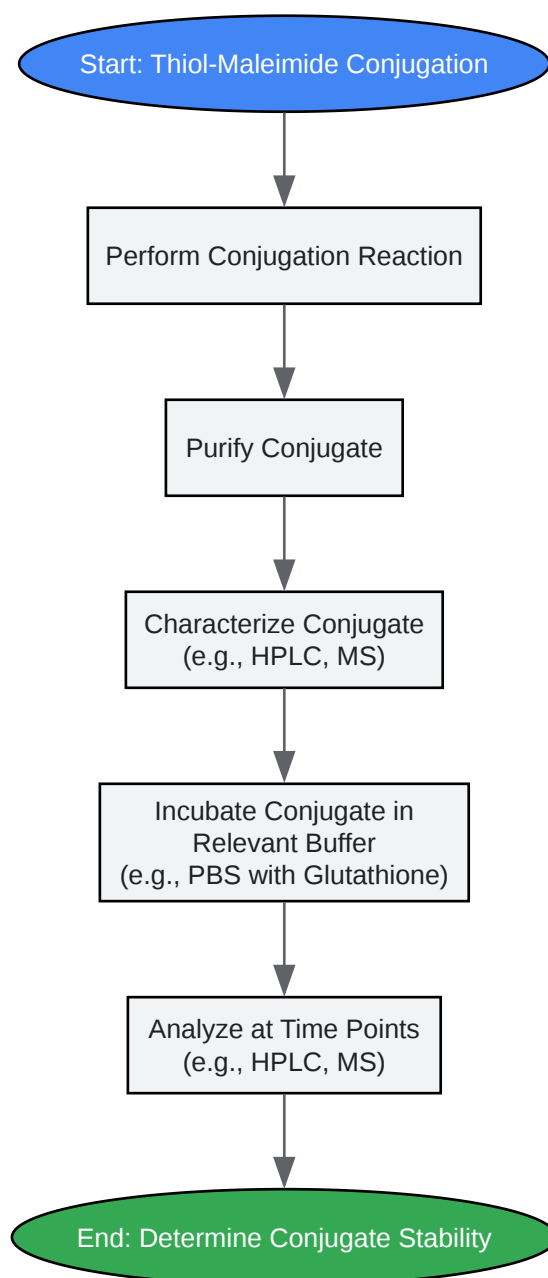 Start: Thiol-Maleimide Conjugation
Perform Conjugation Reaction
Purify Conjugate
Characterize Conjugate
(e.g., HPLC, MS)
Incubate Conjugate in
Relevant Buffer
(e.g., PBS with Glutathione)
Analyze at Time Points
(e.g., HPLC, MS)
End: Determine Conjugate Stability